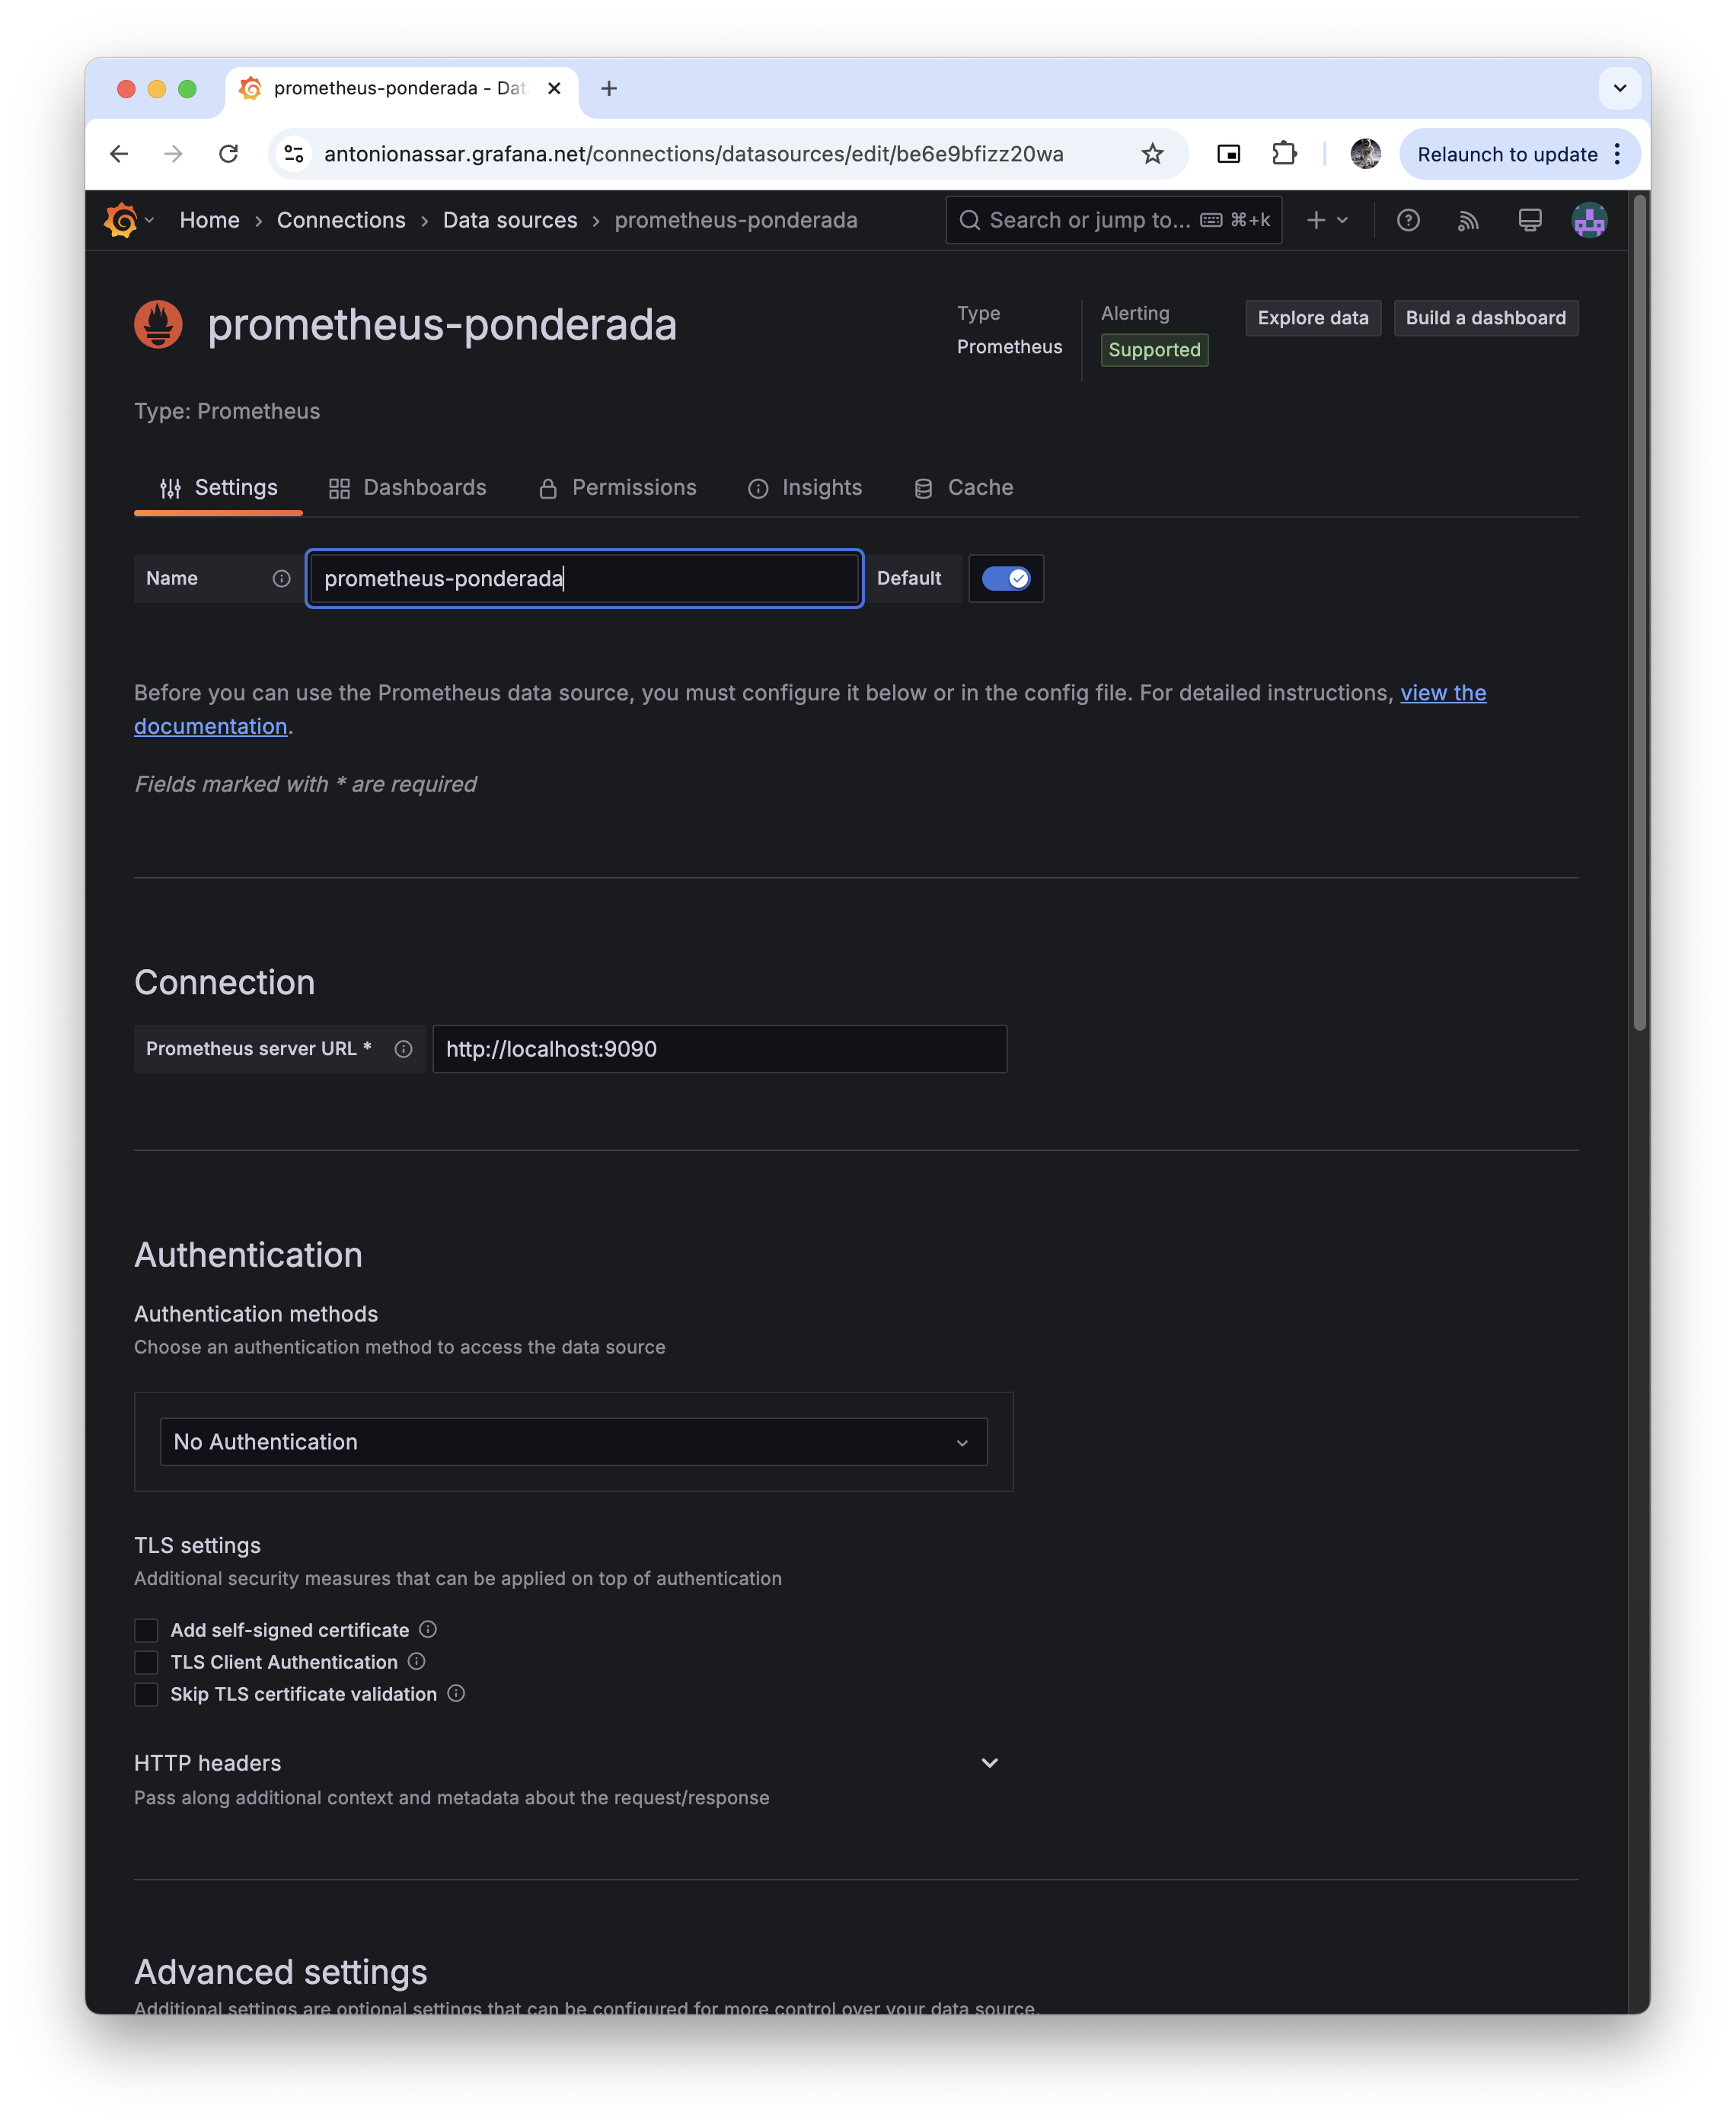 prometheus-ponderada - Dat
antonionassar.grafana.net/connections/datasources/edit/be6e9bfizz20wa
Relaunch to update
Home › Connections › Data sources › prometheus-ponderada
Search or jump to... ⌘+k
prometheus-ponderada
Type
Prometheus
Alerting
Supported
Explore data
Build a dashboard
Type: Prometheus
Settings Dashboards Permissions Insights Cache
Name prometheus-ponderada Default
Before you can use the Prometheus data source, you must configure it below or in the config file. For detailed instructions, view the
documentation.
Fields marked with * are required
Connection
Prometheus server URL * http://localhost:9090
Authentication
Authentication methods
Choose an authentication method to access the data source
No Authentication
TLS settings
Additional security measures that can be applied on top of authentication
Add self-signed certificate
TLS Client Authentication
Skip TLS certificate validation
HTTP headers
Pass along additional context and metadata about the request/response
Advanced settings
Additional settings are optional settings that can be configured for more control over your data source.